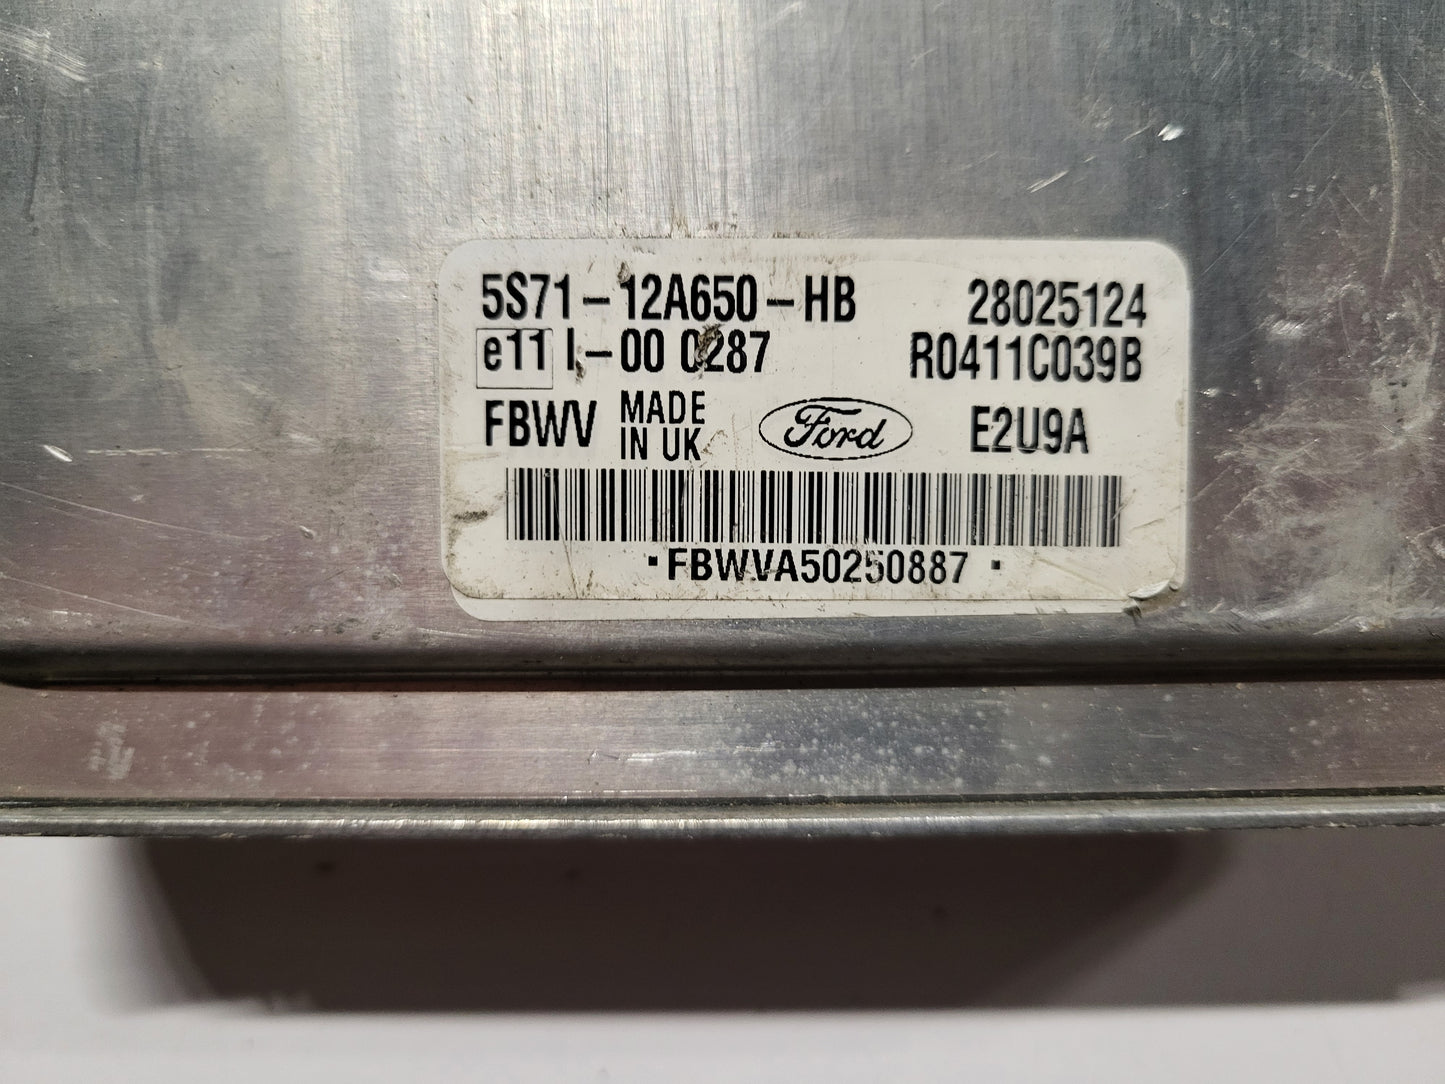 5S71-12A650-HB 28025124
e11 I-00 0287 R0411C039B
FBWV MADE IN UK Ford E2U9A
·FBWVA50250887·